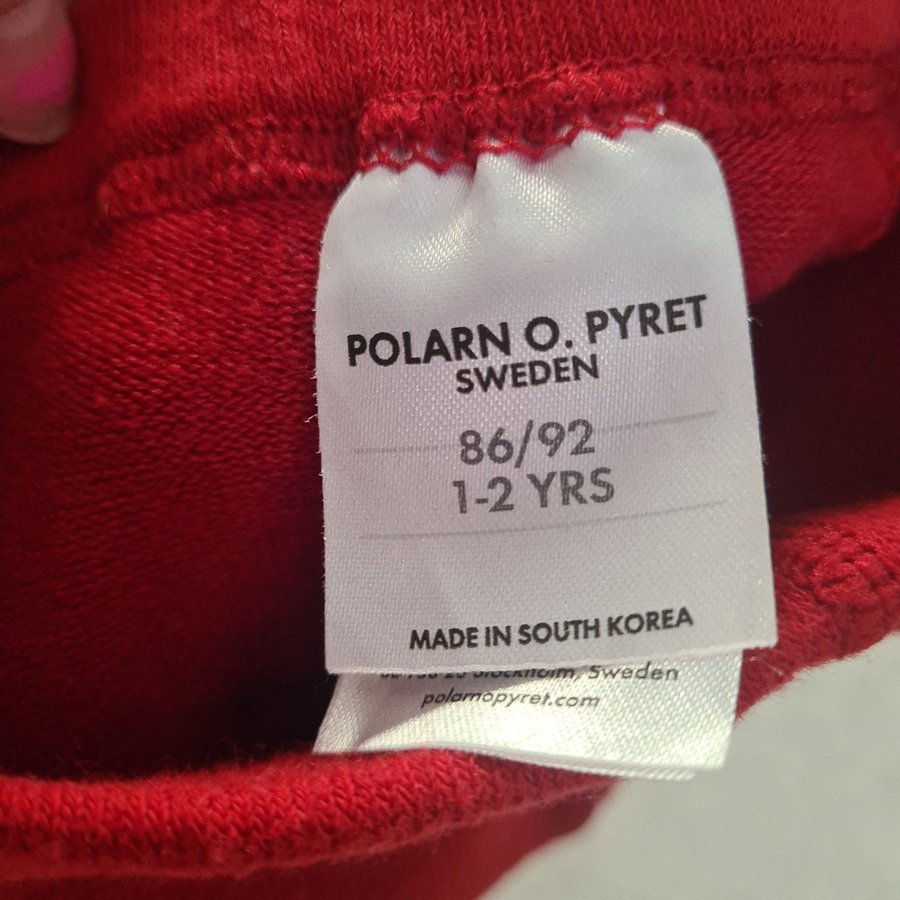 POLARN O. PYRET
SWEDEN
86/92
1-2 YRS
MADE IN SOUTH KOREA
Stockholm, Sweden
polarnopyret.com